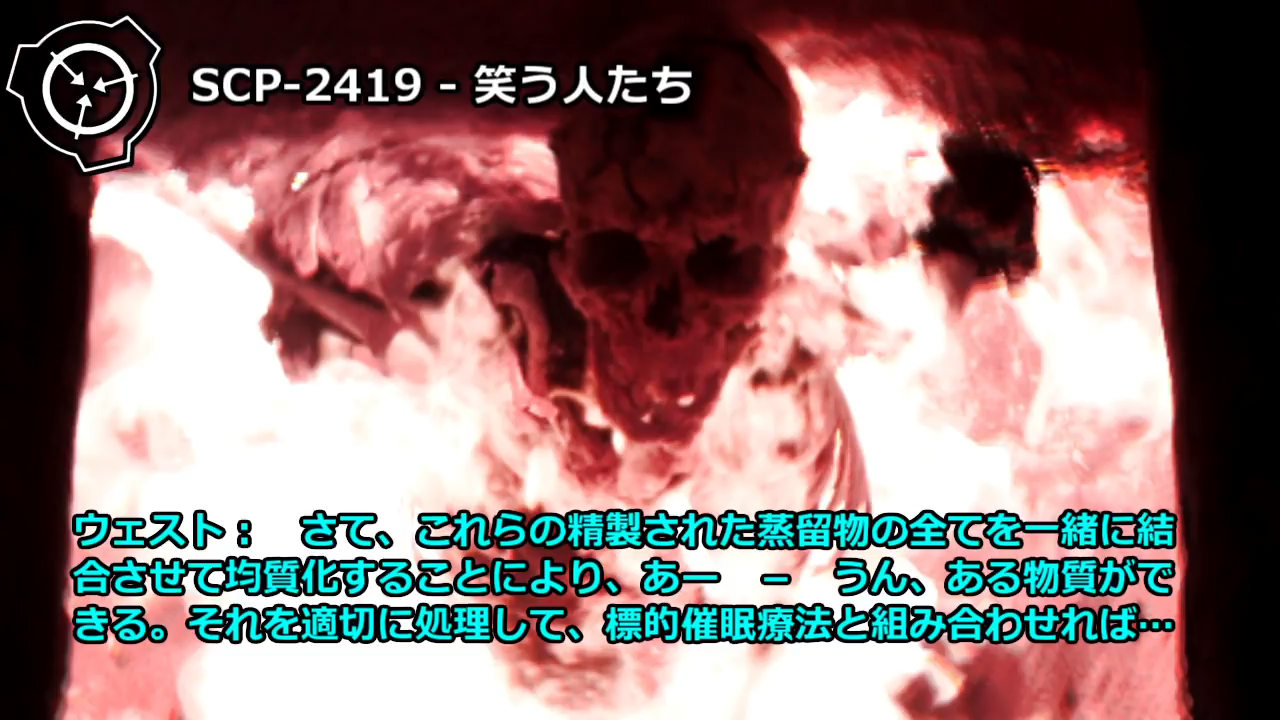 SCP-2419 - 笑う人たち
ウェスト：　さて、これらの精製された蒸留物の全てを一緒に結
合させて均質化することにより、あー　–　うん、ある物質がで
きる。それを適切に処理して、標的催眠療法と組み合わせれば…